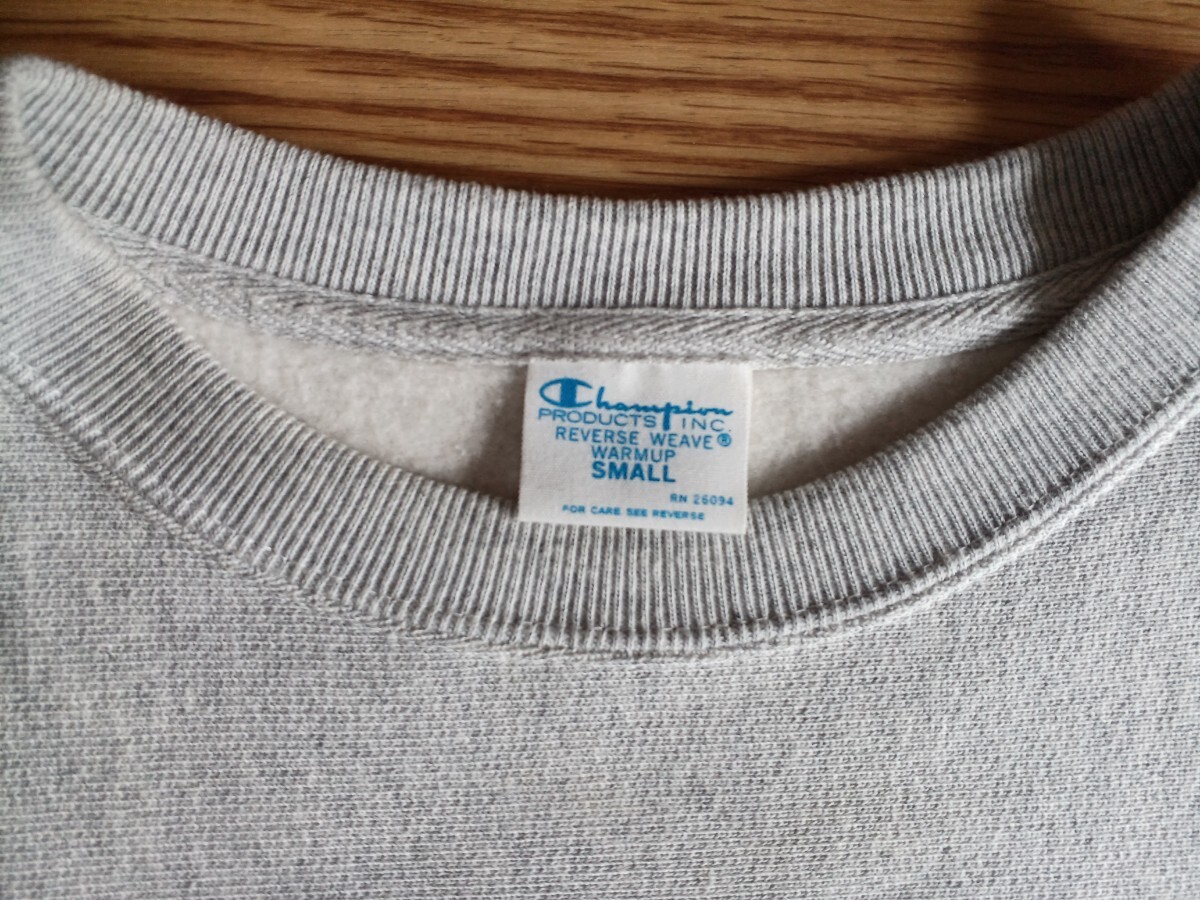 Champion
PRODUCTS INC.
REVERSE WEAVE®
WARMUP
SMALL
RN 26094
FOR CARE SEE REVERSE